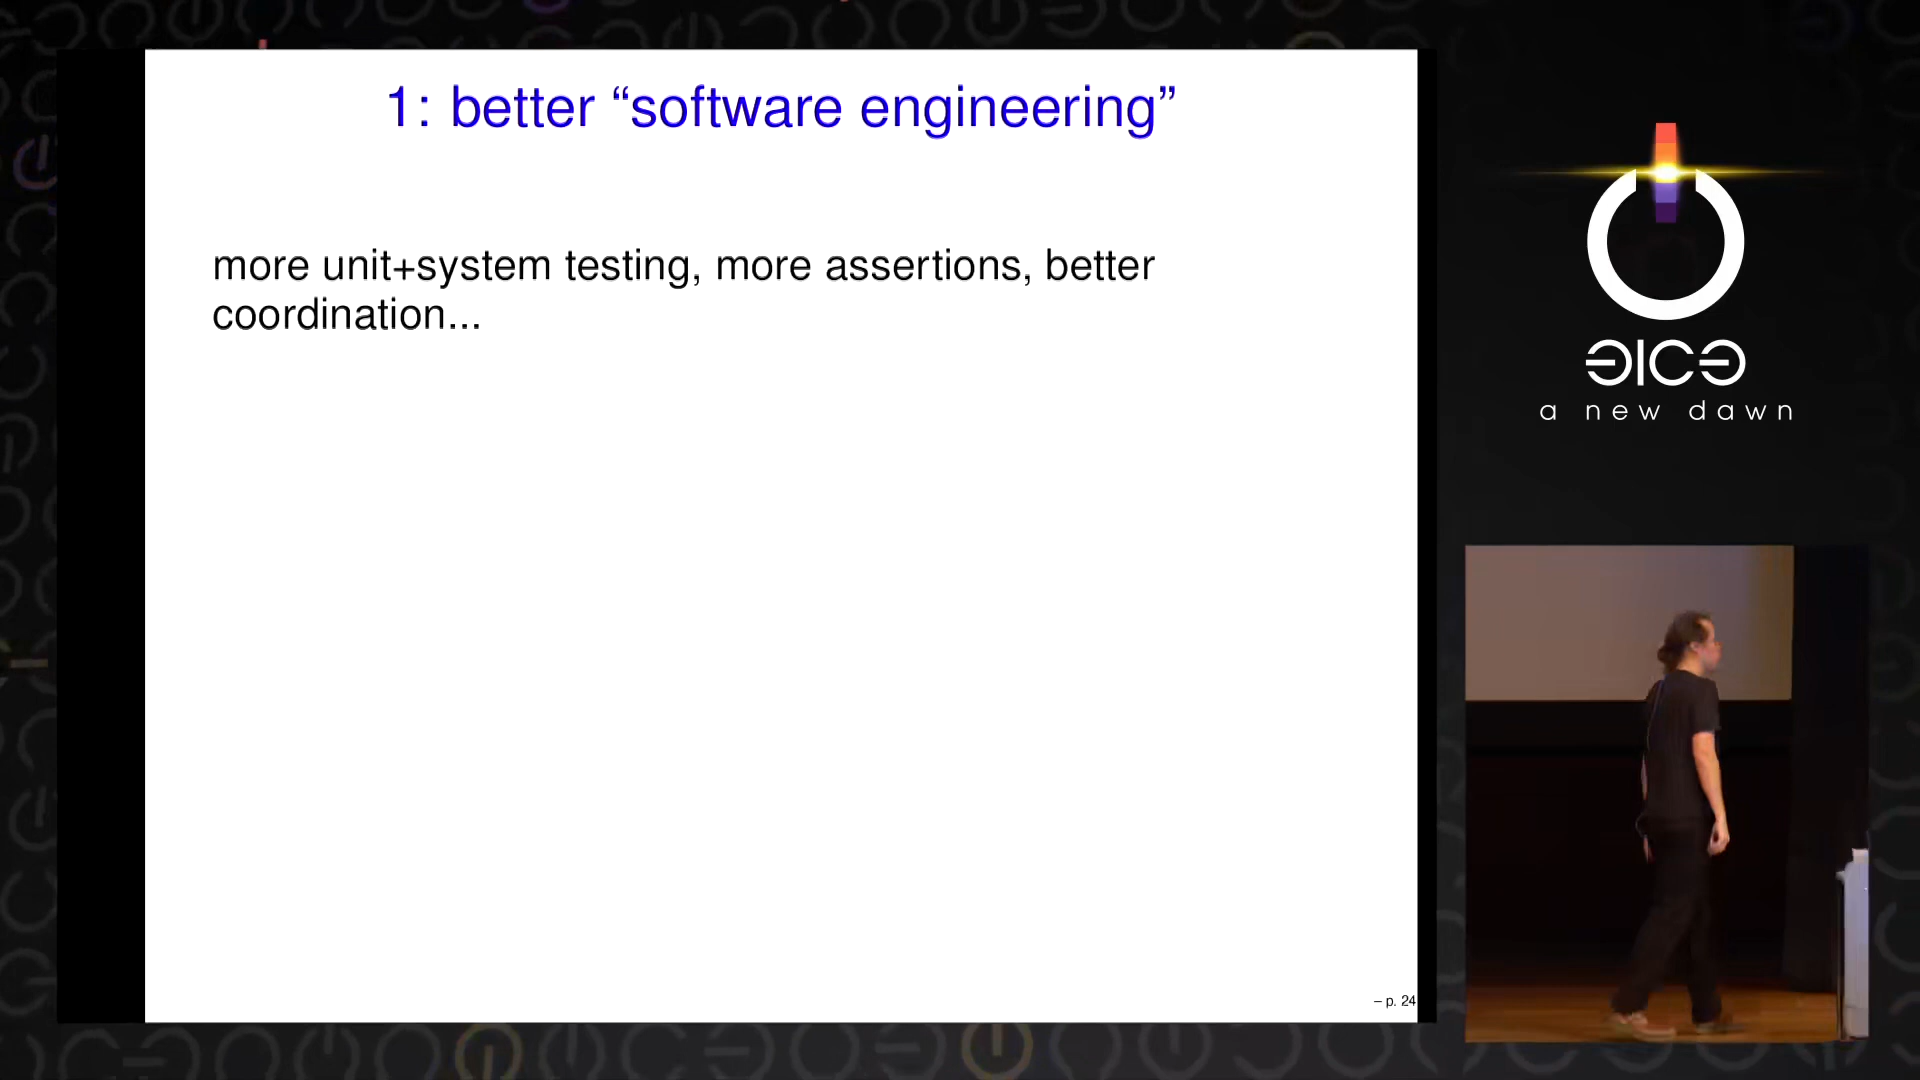 1: better “software engineering”
more unit+system testing, more assertions, better
coordination...
– p. 24
a new dawn